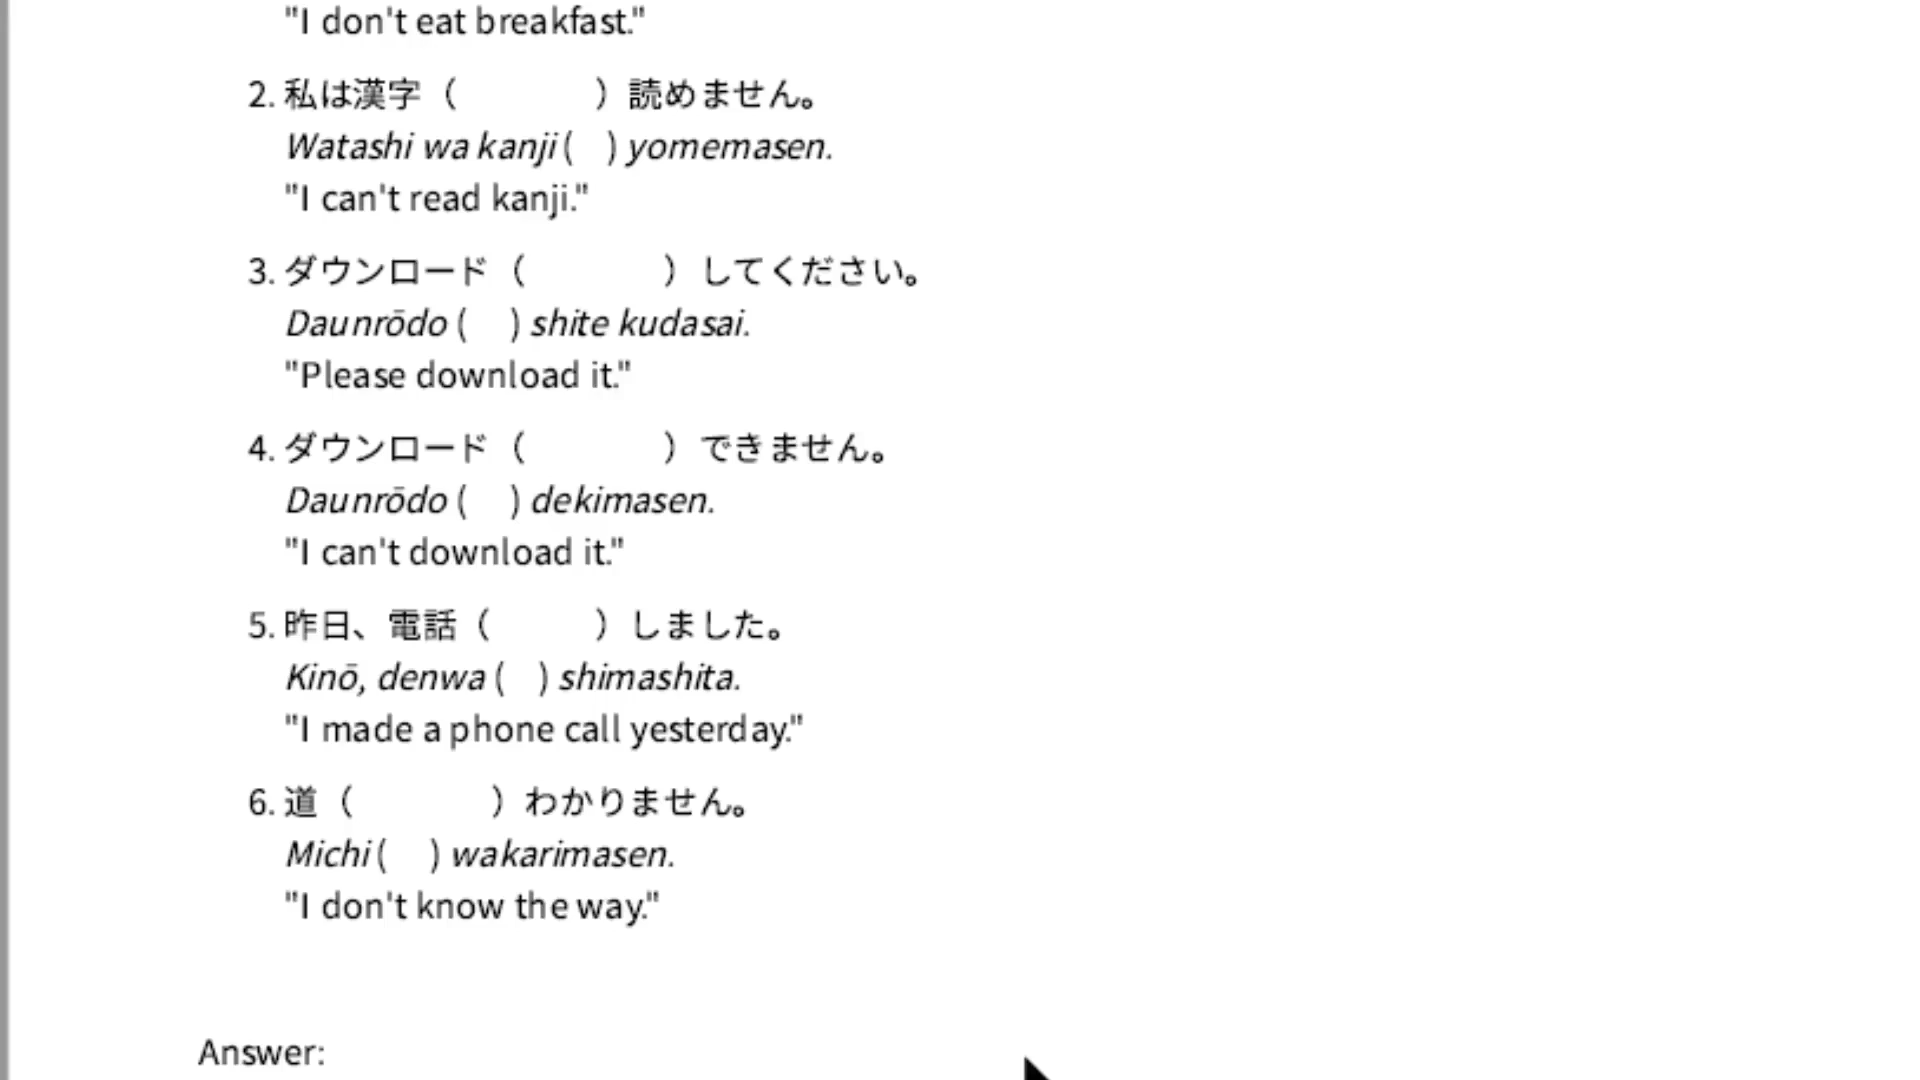 "I don't eat breakfast."
2. 私は漢字（　　　　）読めません。
Watashi wa kanji (　) yomemasen.
"I can't read kanji."
3. ダウンロード（　　　　）してください。
Daunrōdo (　) shite kudasai.
"Please download it."
4. ダウンロード（　　　　）できません。
Daunrōdo (　) dekimasen.
"I can't download it."
5. 昨日、電話（　　　）しました。
Kinō, denwa (　) shimashita.
"I made a phone call yesterday."
6. 道（　　　　）わかりません。
Michi (　) wakarimasen.
"I don't know the way."
Answer: